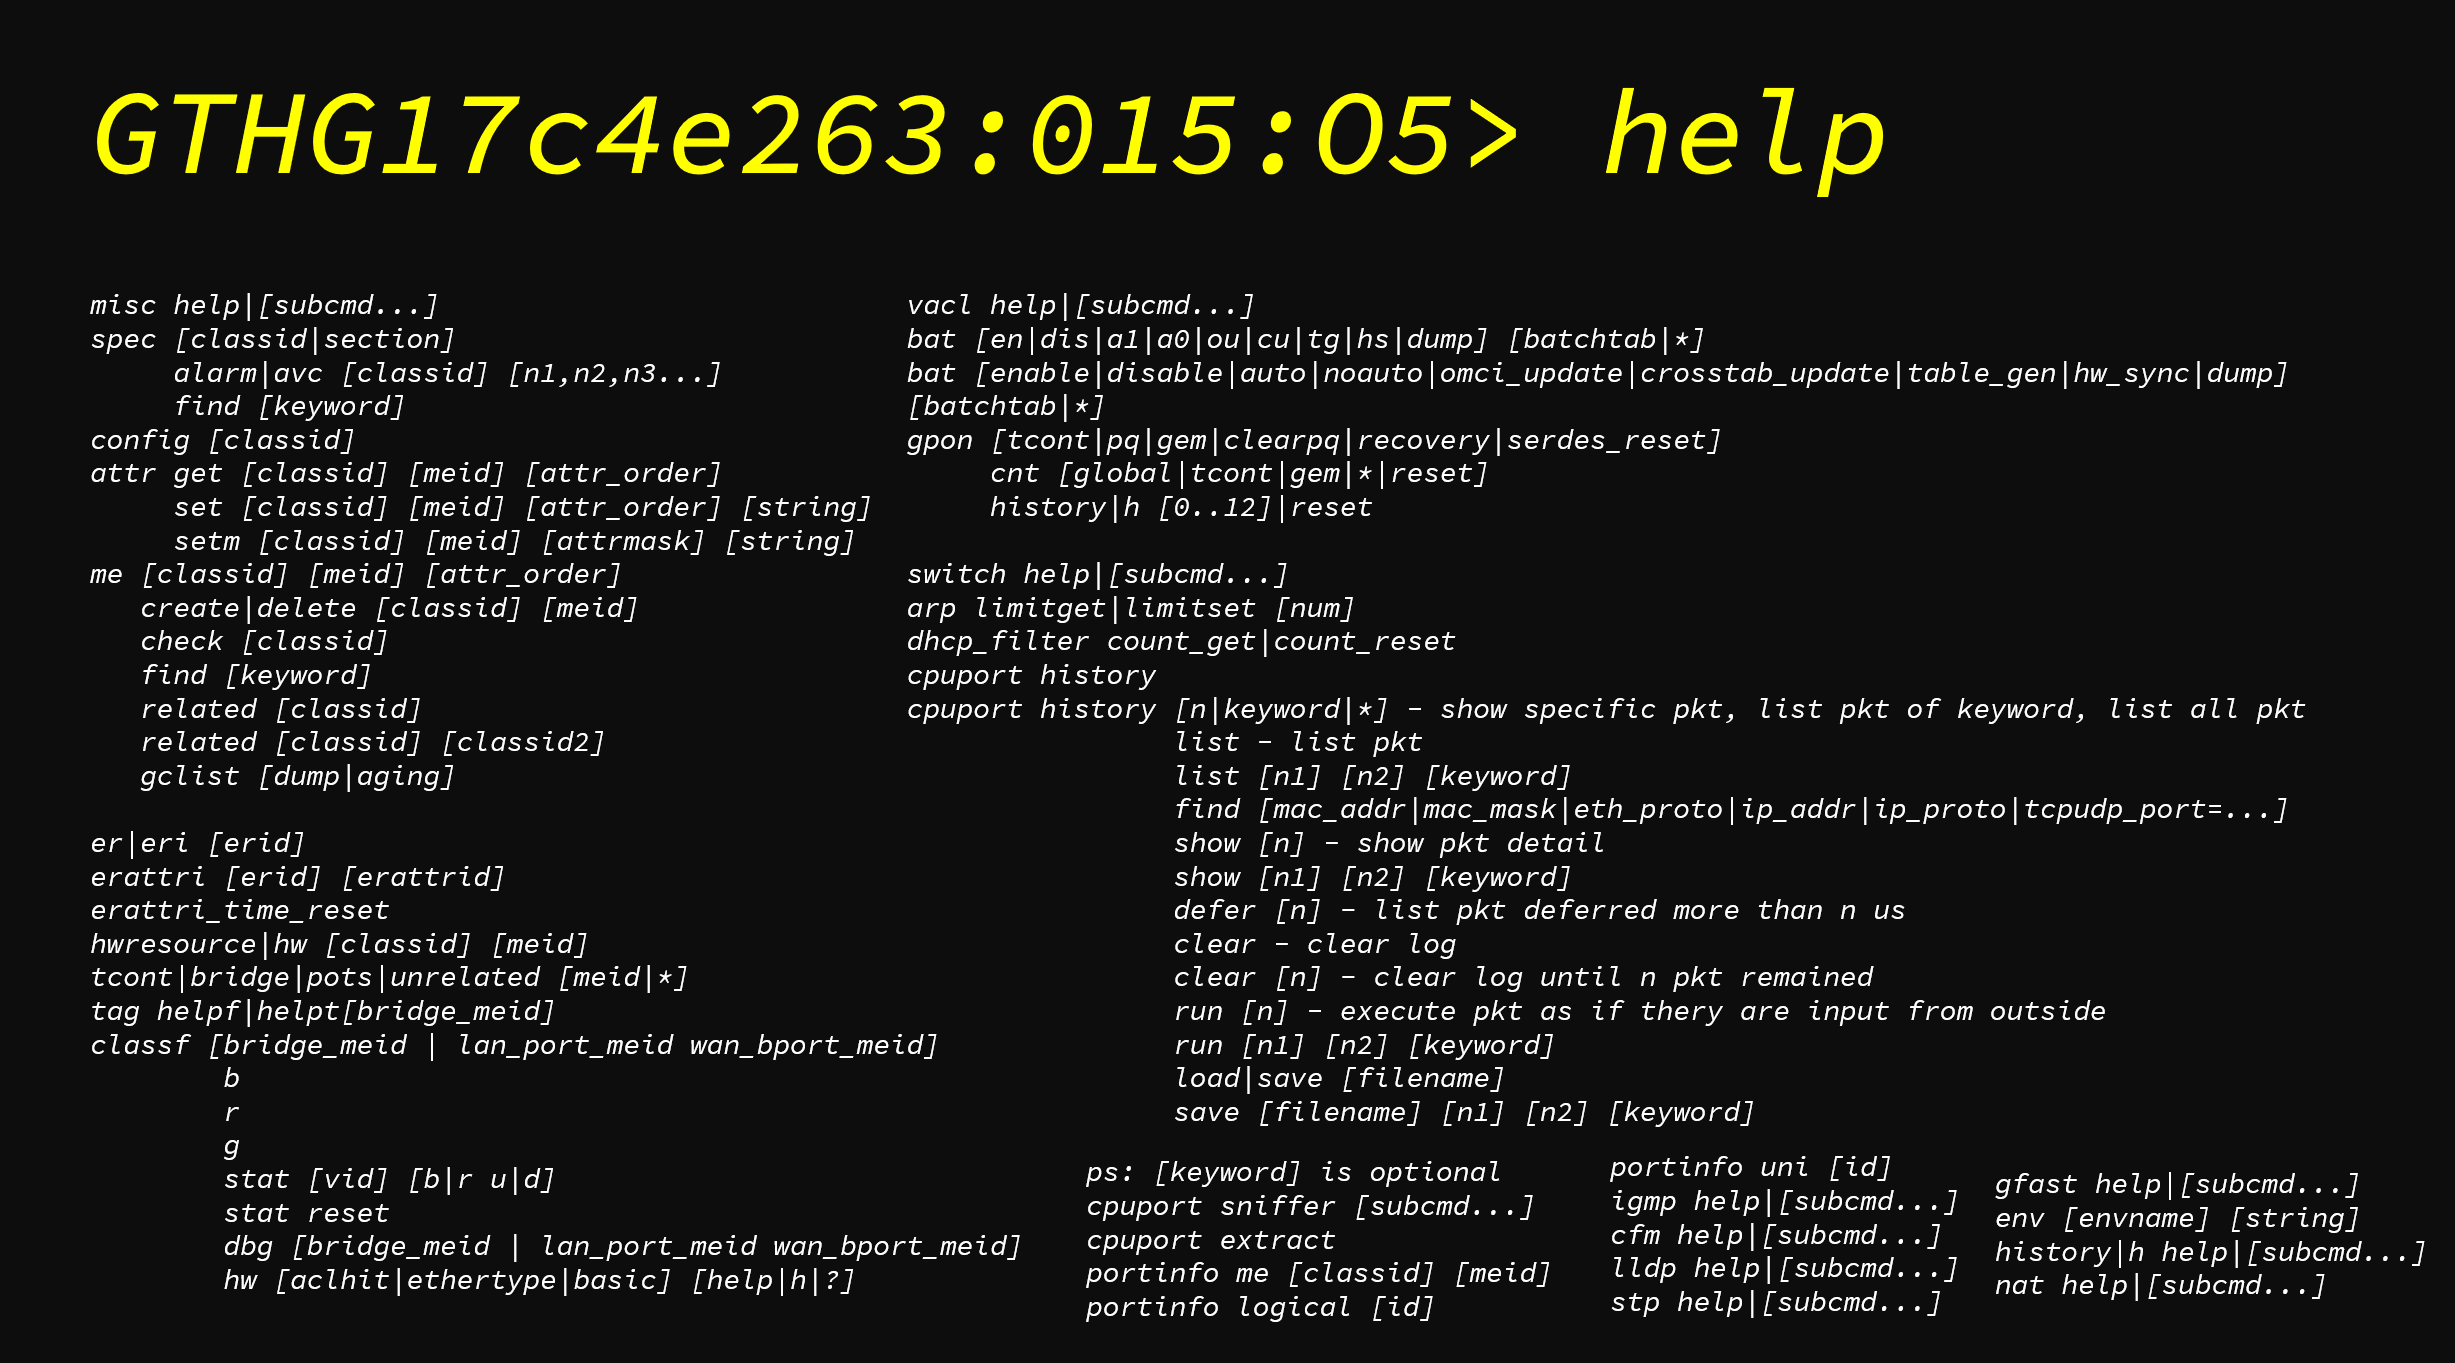 GTHG17c4e263:015:O5> help
misc help|[subcmd...]
spec [classid|section]
     alarm|avc [classid] [n1,n2,n3...]
     find [keyword]
config [classid]
attr get [classid] [meid] [attr_order]
     set [classid] [meid] [attr_order] [string]
     setm [classid] [meid] [attrmask] [string]
me [classid] [meid] [attr_order]
   create|delete [classid] [meid]
   check [classid]
   find [keyword]
   related [classid]
   related [classid] [classid2]
   gclist [dump|aging]
er|eri [erid]
erattri [erid] [erattrid]
erattri_time_reset
hwresource|hw [classid] [meid]
tcont|bridge|pots|unrelated [meid|*]
tag helpf|helpt[bridge_meid]
classf [bridge_meid | lan_port_meid wan_bport_meid]
        b
        r
        g
        stat [vid] [b|r u|d]
        stat reset
        dbg [bridge_meid | lan_port_meid wan_bport_meid]
        hw [aclhit|ethertype|basic] [help|h|?]
vacl help|[subcmd...]
bat [en|dis|a1|a0|ou|cu|tg|hs|dump] [batchtab|*]
bat [enable|disable|auto|noauto|omci_update|crosstab_update|table_gen|hw_sync|dump]
[batchtab|*]
gpon [tcont|pq|gem|clearpq|recovery|serdes_reset]
     cnt [global|tcont|gem|*|reset]
     history|h [0..12]|reset
switch help|[subcmd...]
arp limitget|limitset [num]
dhcp_filter count_get|count_reset
cpuport history
cpuport history [n|keyword|*] - show specific pkt, list pkt of keyword, list all pkt
                list - list pkt
                list [n1] [n2] [keyword]
                find [mac_addr|mac_mask|eth_proto|ip_addr|ip_proto|tcpudp_port=...]
                show [n] - show pkt detail
                show [n1] [n2] [keyword]
                defer [n] - list pkt deferred more than n us
                clear - clear log
                clear [n] - clear log until n pkt remained
                run [n] - execute pkt as if thery are input from outside
                run [n1] [n2] [keyword]
                load|save [filename]
                save [filename] [n1] [n2] [keyword]
ps: [keyword] is optional
cpuport sniffer [subcmd...]
cpuport extract
portinfo me [classid] [meid]
portinfo logical [id]
portinfo uni [id]
igmp help|[subcmd...]
cfm help|[subcmd...]
lldp help|[subcmd...]
stp help|[subcmd...]
gfast help|[subcmd...]
env [envname] [string]
history|h help|[subcmd...]
nat help|[subcmd...]